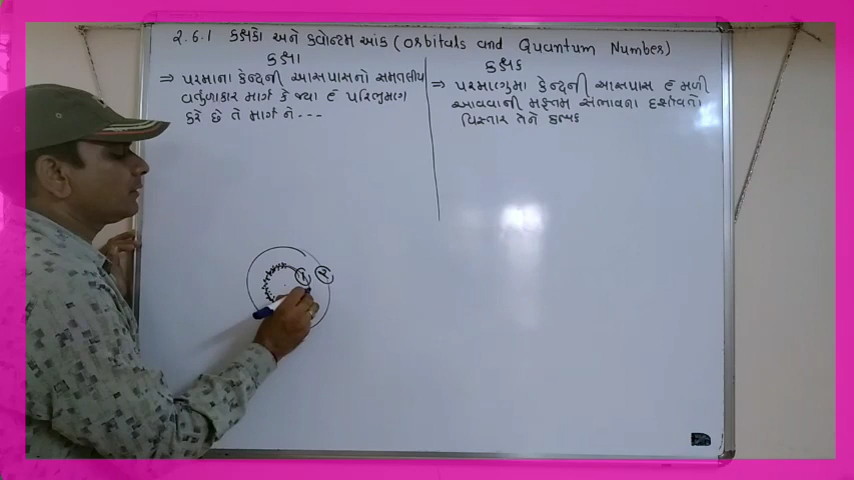 2.6.1 કક્ષકો અને ક્વોન્ટમ આંક (orbitals and Quantum Number)
કક્ષા
⇒ પરમાના કેન્દ્રની આસપાસનો સમતલીય
વર્તુળાકાર માર્ગ કે જ્યા ē પરિભ્રમણ
કરે છે તે માર્ગ ને ---
કક્ષક
⇒ પરમાણુમા કેન્દ્રની આસપાસ ē મળી
આવવાની મહત્તમ સંભાવના દર્શાવતો
વિસ્તાર તેને કક્ષક